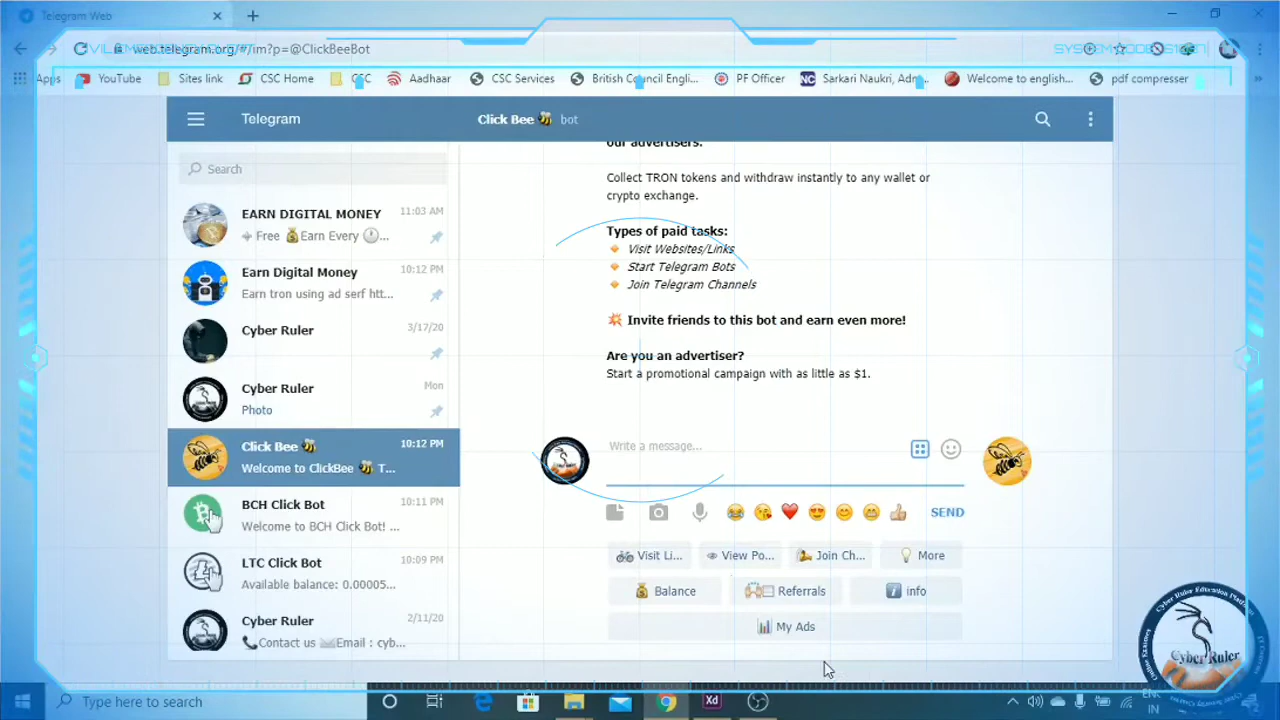 Telegram Web
web.telegram.org/#/im?p=@ClickBeeBot
Apps YouTube Sites link CSC Home CSC Aadhaar CSC Services British Council Engli... PF Officer Sarkari Naukri, Adm... Welcome to english... pdf compresser
Telegram
Click Bee bot
Search
EARN DIGITAL MONEY 11:03 AM
Free Earn Every ...
Earn Digital Money 10:12 PM
Earn tron using ad serf htt...
Cyber Ruler 3/17/20
Cyber Ruler Mon
Photo
Click Bee 10:12 PM
Welcome to ClickBee T...
BCH Click Bot 10:11 PM
Welcome to BCH Click Bot! ...
LTC Click Bot 10:09 PM
Available balance: 0.00005...
Cyber Ruler 2/11/20
Contact us Email : cyb...
our advertisers.
Collect TRON tokens and withdraw instantly to any wallet or
crypto exchange.
Types of paid tasks:
Visit Websites/Links
Start Telegram Bots
Join Telegram Channels
Invite friends to this bot and earn even more!
Are you an advertiser?
Start a promotional campaign with as little as $1.
Write a message...
SEND
Visit Li... View Po... Join Ch... More
Balance Referrals info
My Ads
Cyber Ruler Education Platform
Cyber Ruler
Type here to search
Xd
IN